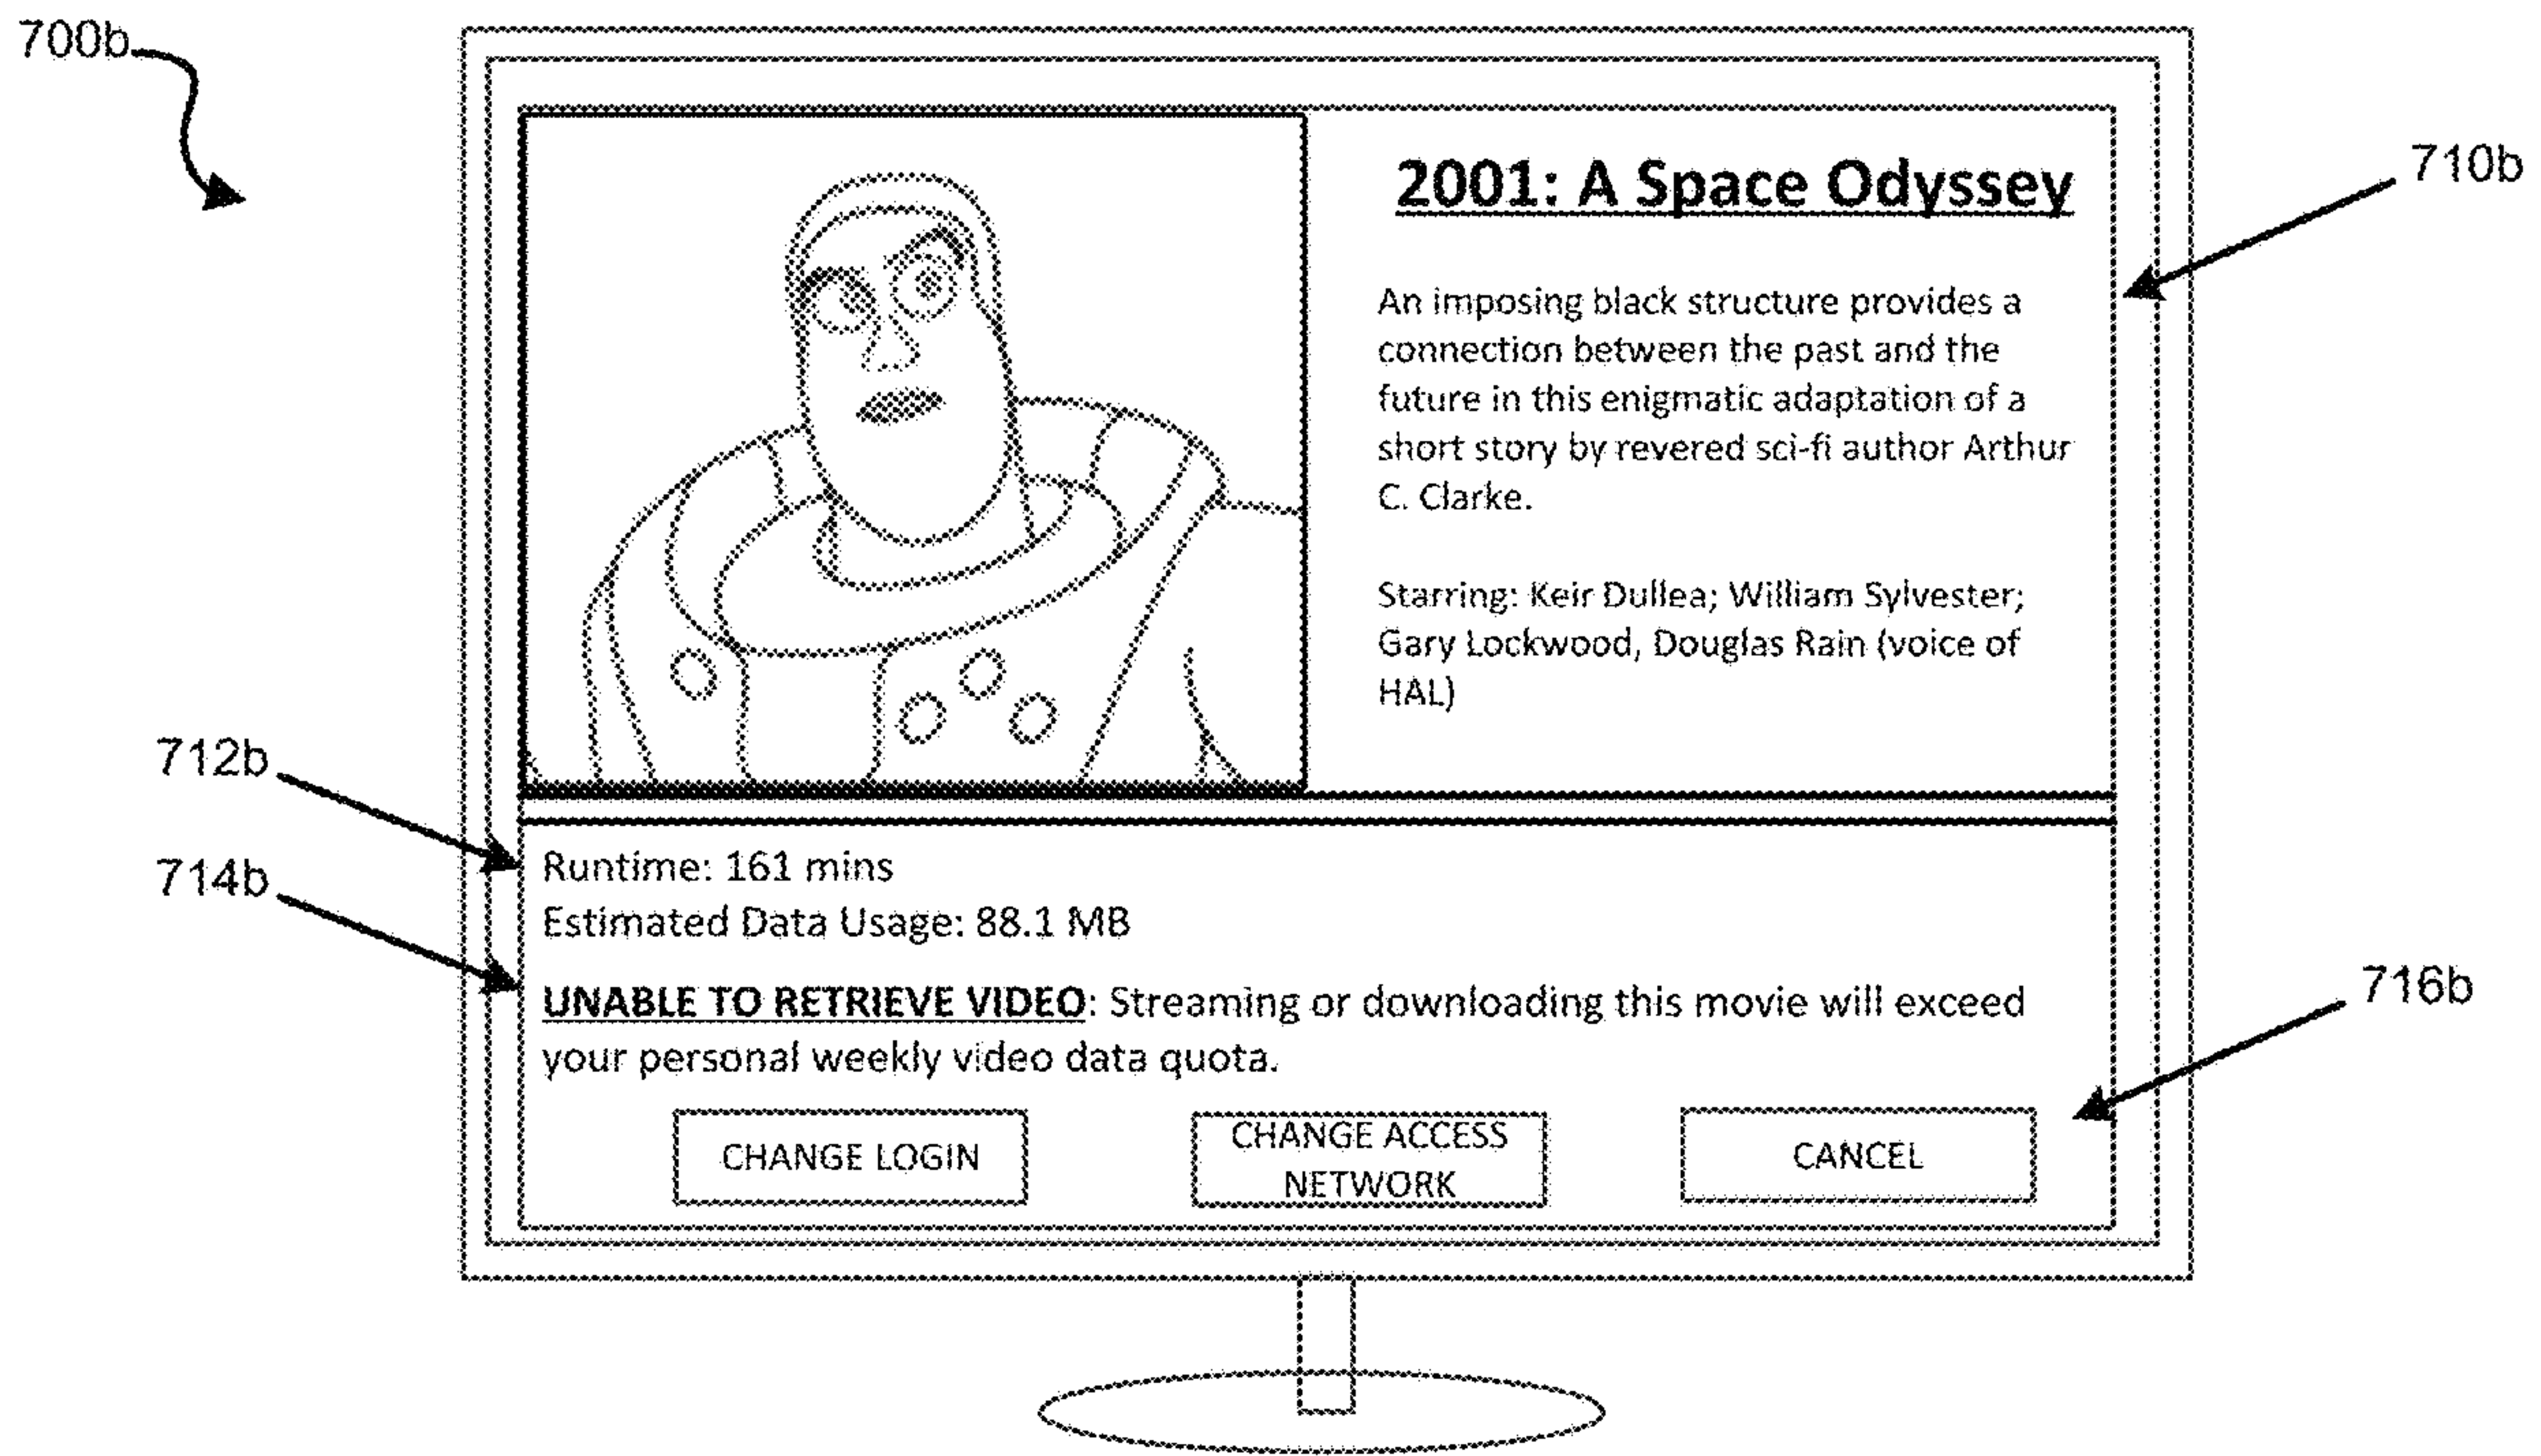 700b
710b
2001: A Space Odyssey
An imposing black structure provides a
connection between the past and the
future in this enigmatic adaptation of a
short story by revered sci-fi author Arthur
C. Clarke.
Starring: Keir Dullea; William Sylvester;
Gary Lockwood, Douglas Rain (voice of
HAL)
712b
Runtime: 161 mins
714b
Estimated Data Usage: 88.1 MB
UNABLE TO RETRIEVE VIDEO: Streaming or downloading this movie will exceed
your personal weekly video data quota.
716b
CHANGE LOGIN
CHANGE ACCESS
NETWORK
CANCEL